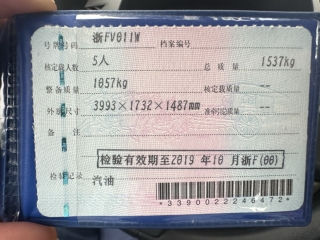 号牌号码 浙FV011W 档案编号
核定载人数 5人 总质量 1537kg
整备质量 1057kg 核定载质量 --
外廓尺寸 3993×1732×1487mm 准牵引总质量 --
备注
检验有效期至2019年10月浙F(00)
检验记录 汽油
*3390022246472*